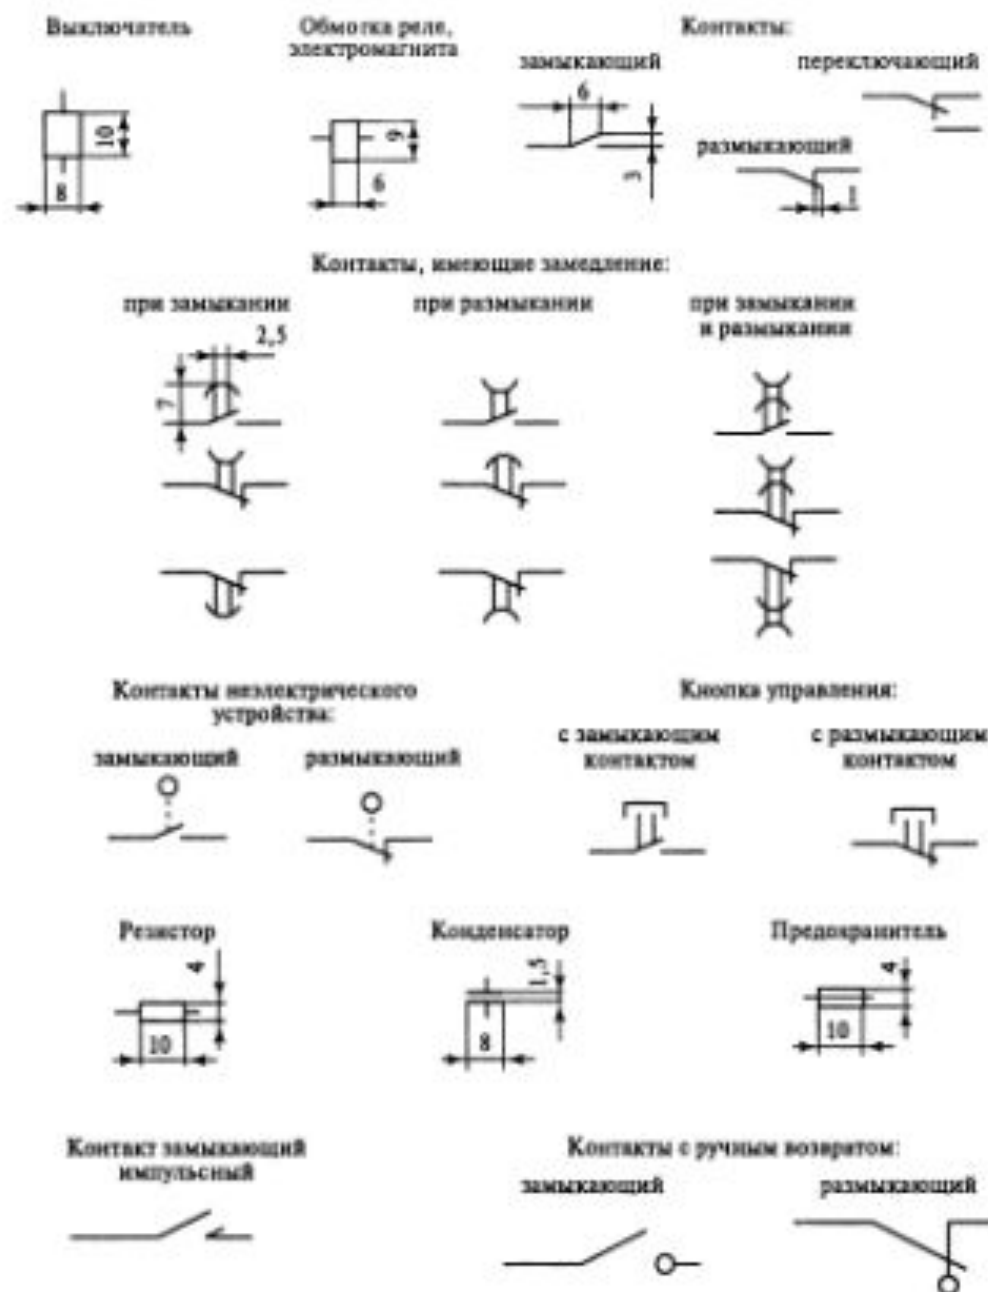 Выключатель
Обмотка реле,
электромагнита
Контакты:
замыкающий
переключающий
размыкающий
10
8
9
6
6
3
1
Контакты, имеющие замедление:
при замыкании
при размыкании
при замыкании
и размыкании
2,5
7
Контакты неэлектрического
устройства:
замыкающий
размыкающий
Кнопка управления:
с замыкающим
контактом
с размыкающим
контактом
Резистор
4
10
Конденсатор
1,5
8
Предохранитель
4
10
Контакт замыкающий
импульсный
Контакты с ручным возвратом:
замыкающий
размыкающий